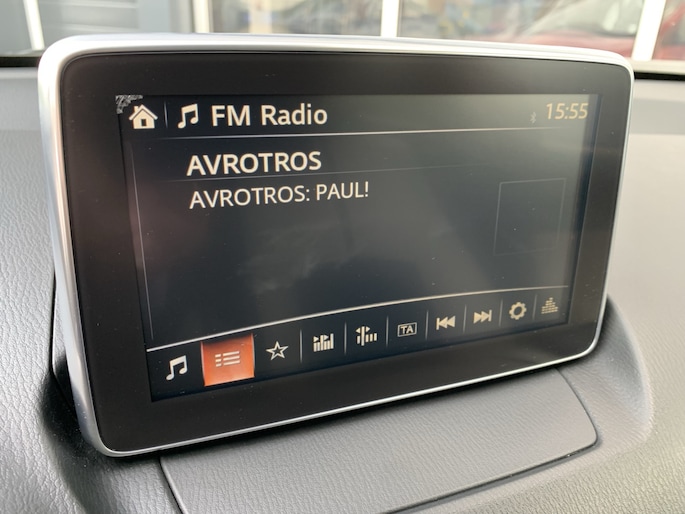 FM Radio
15:55
AVROTROS
AVROTROS: PAUL!
TA